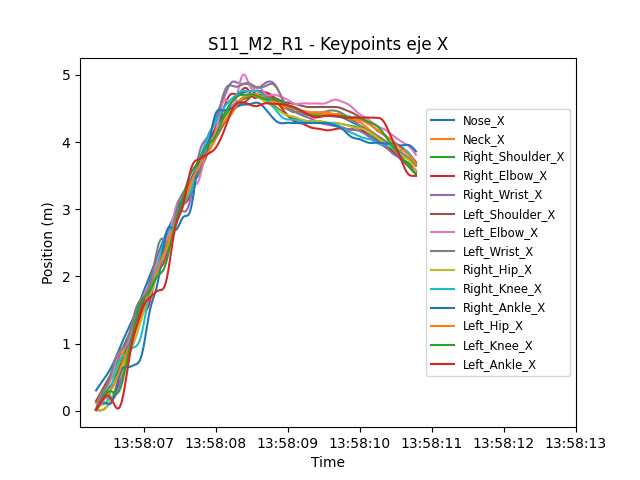 S11_M2_R1 - Keypoints eje X
Position (m)
5
4
3
2
1
0
Nose_X
Neck_X
Right_Shoulder_X
Right_Elbow_X
Right_Wrist_X
Left_Shoulder_X
Left_Elbow_X
Left_Wrist_X
Right_Hip_X
Right_Knee_X
Right_Ankle_X
Left_Hip_X
Left_Knee_X
Left_Ankle_X
13:58:07 13:58:08 13:58:09 13:58:10 13:58:11 13:58:12 13:58:13
Time